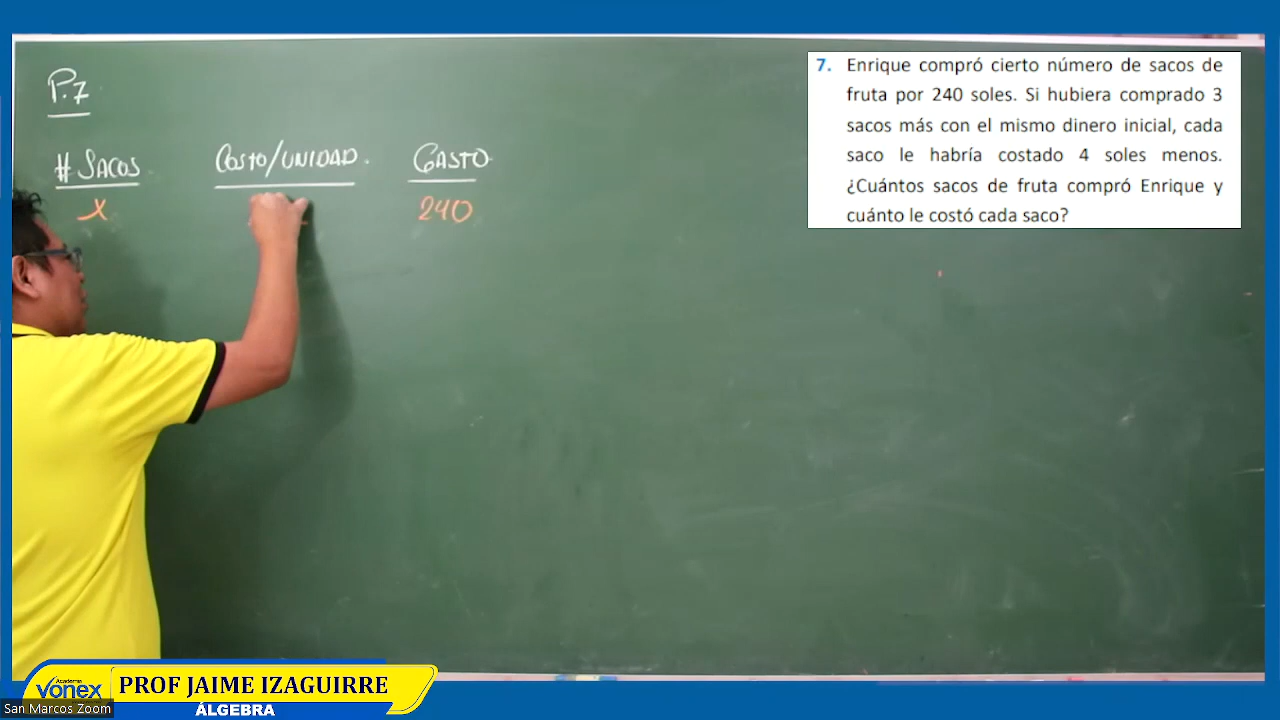 P.7
# SACOS
COSTO/UNIDAD.
GASTO
x
240
7. Enrique compró cierto número de sacos de
fruta por 240 soles. Si hubiera comprado 3
sacos más con el mismo dinero inicial, cada
saco le habría costado 4 soles menos.
¿Cuántos sacos de fruta compró Enrique y
cuánto le costó cada saco?
Academia
vonex
PROF JAIME IZAGUIRRE
ÁLGEBRA
San Marcos Zoom